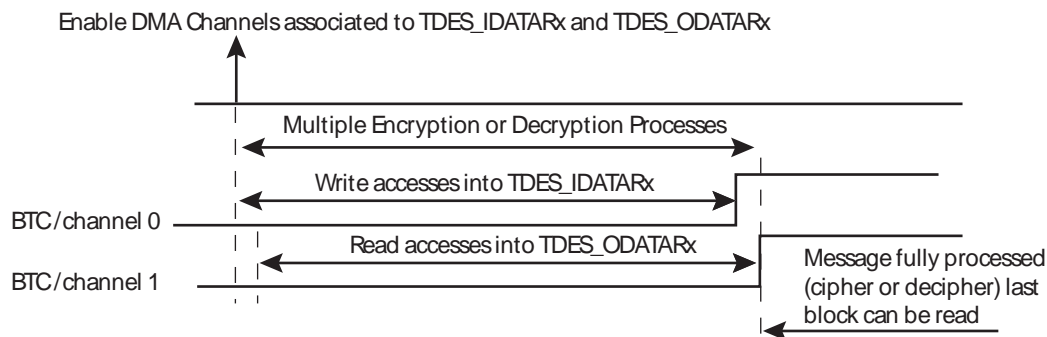 Enable DMA Channels associated to TDES_IDATARx and TDES_ODATARx
Multiple Encryption or Decryption Processes
Write accesses into TDES_IDATARx
BTC / channel 0
Read accesses into TDES_ODATARx
BTC / channel 1
Message fully processed
(cipher or decipher) last
block can be read